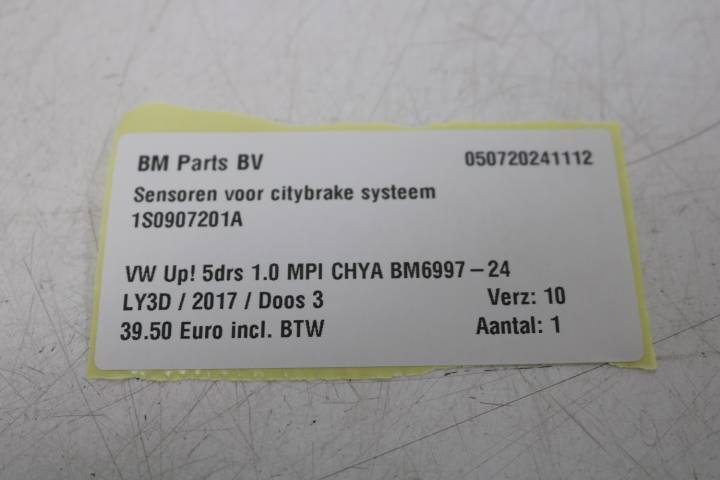 BM Parts BV 050720241112
Sensoren voor citybrake systeem
1S0907201A
VW Up! 5drs 1.0 MPI CHYA BM6997-24
LY3D / 2017 / Doos 3 Verz: 10
39.50 Euro incl. BTW Aantal: 1